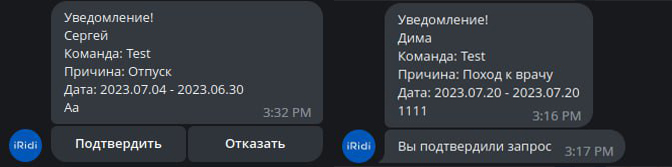 Уведомление!
Сергей
Команда: Test
Причина: Отпуск
Дата: 2023.07.04 - 2023.06.30
Аа
3:32 PM
iRidi
Подтвердить
Отказать
Уведомление!
Дима
Команда: Test
Причина: Поход к врачу
Дата: 2023.07.20 - 2023.07.20
1111
3:16 PM
iRidi
Вы подтвердили запрос
3:17 PM